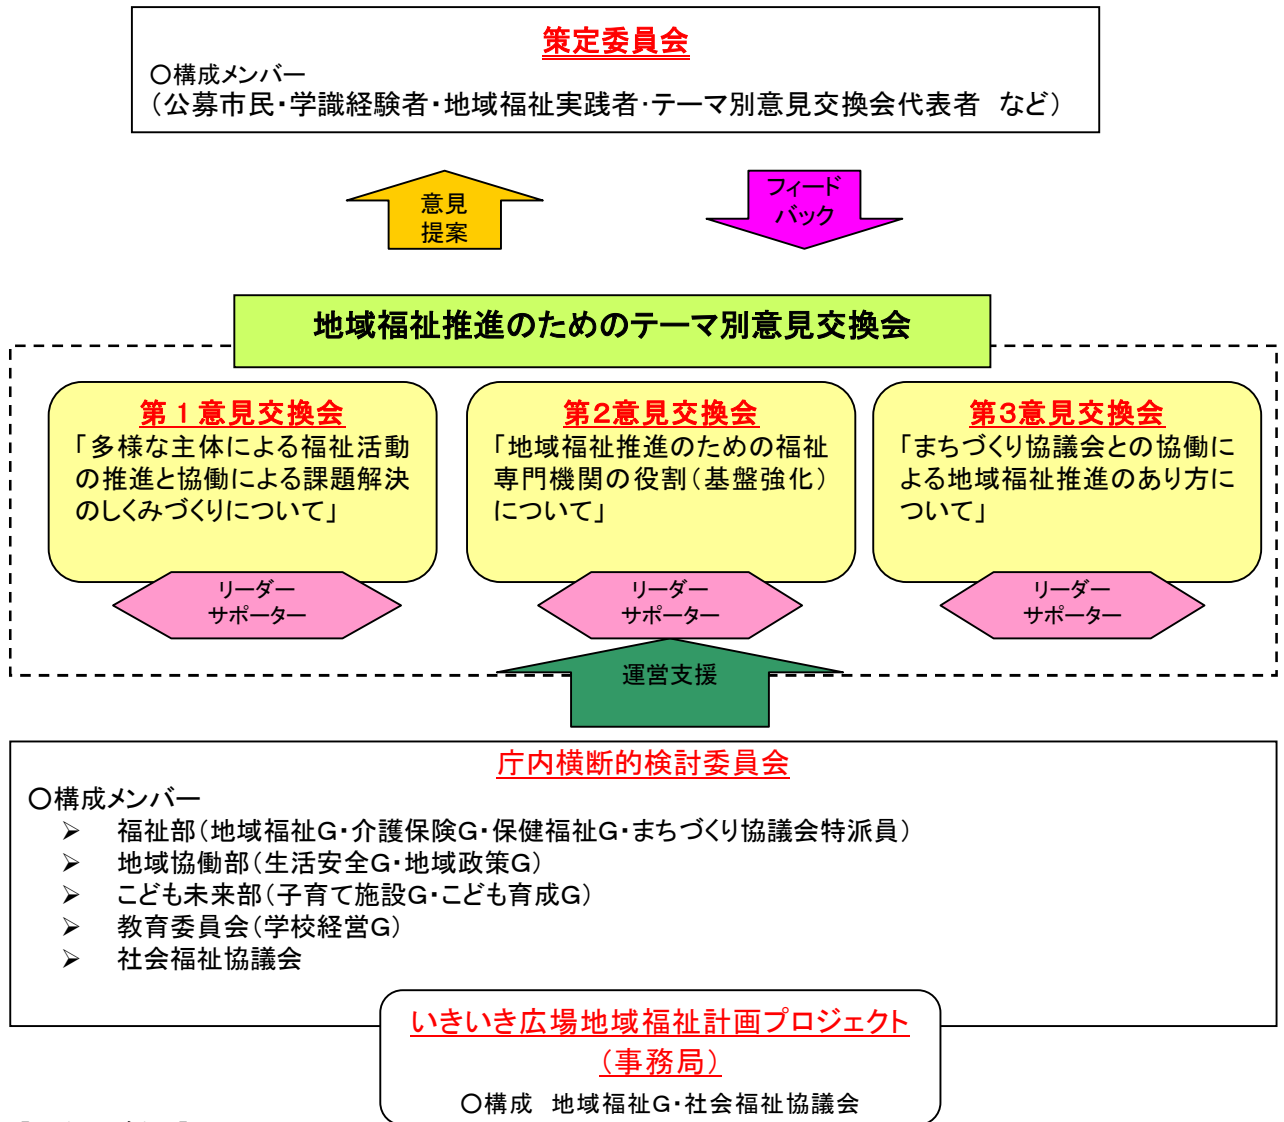 策定委員会
〇構成メンバー
（公募市民・学識経験者・地域福祉実践者・テーマ別意見交換会代表者　など）
意見
提案
フィード
バック
地域福祉推進のためのテーマ別意見交換会
第１意見交換会
「多様な主体による福祉活動
の推進と協働による課題解決
のしくみづくりについて」
第２意見交換会
「地域福祉推進のための福祉
専門機関の役割（基盤強化）
について」
第３意見交換会
「まちづくり協議会との協働に
よる地域福祉推進のあり方に
ついて」
リーダー
サポーター
リーダー
サポーター
リーダー
サポーター
運営支援
庁内横断的検討委員会
〇構成メンバー
➢　福祉部（地域福祉Ｇ・介護保険Ｇ・保健福祉Ｇ・まちづくり協議会特派員）
➢　地域協働部（生活安全Ｇ・地域政策Ｇ）
➢　こども未来部（子育て施設Ｇ・こども育成Ｇ）
➢　教育委員会（学校経営Ｇ）
➢　社会福祉協議会
いきいき広場地域福祉計画プロジェクト
（事務局）
〇構成　地域福祉Ｇ・社会福祉協議会